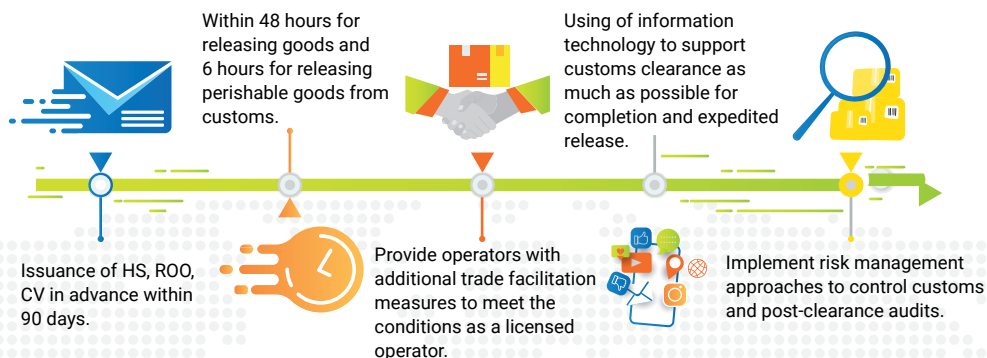 Within 48 hours for
releasing goods and
6 hours for releasing
perishable goods from
customs.
Using of information
technology to support
customs clearance as
much as possible for
completion and expedited
release.
Issuance of HS, ROO,
CV in advance within
90 days.
Provide operators with
additional trade facilitation
measures to meet the
conditions as a licensed
operator.
Implement risk management
approaches to control customs
and post-clearance audits.